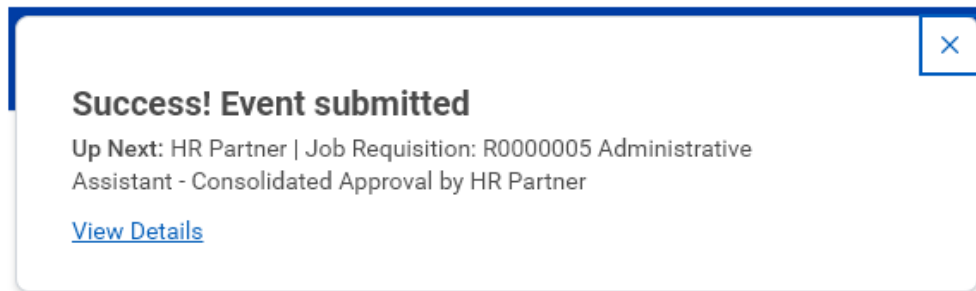 Success! Event submitted
Up Next: HR Partner | Job Requisition: R0000005 Administrative
Assistant - Consolidated Approval by HR Partner
View Details